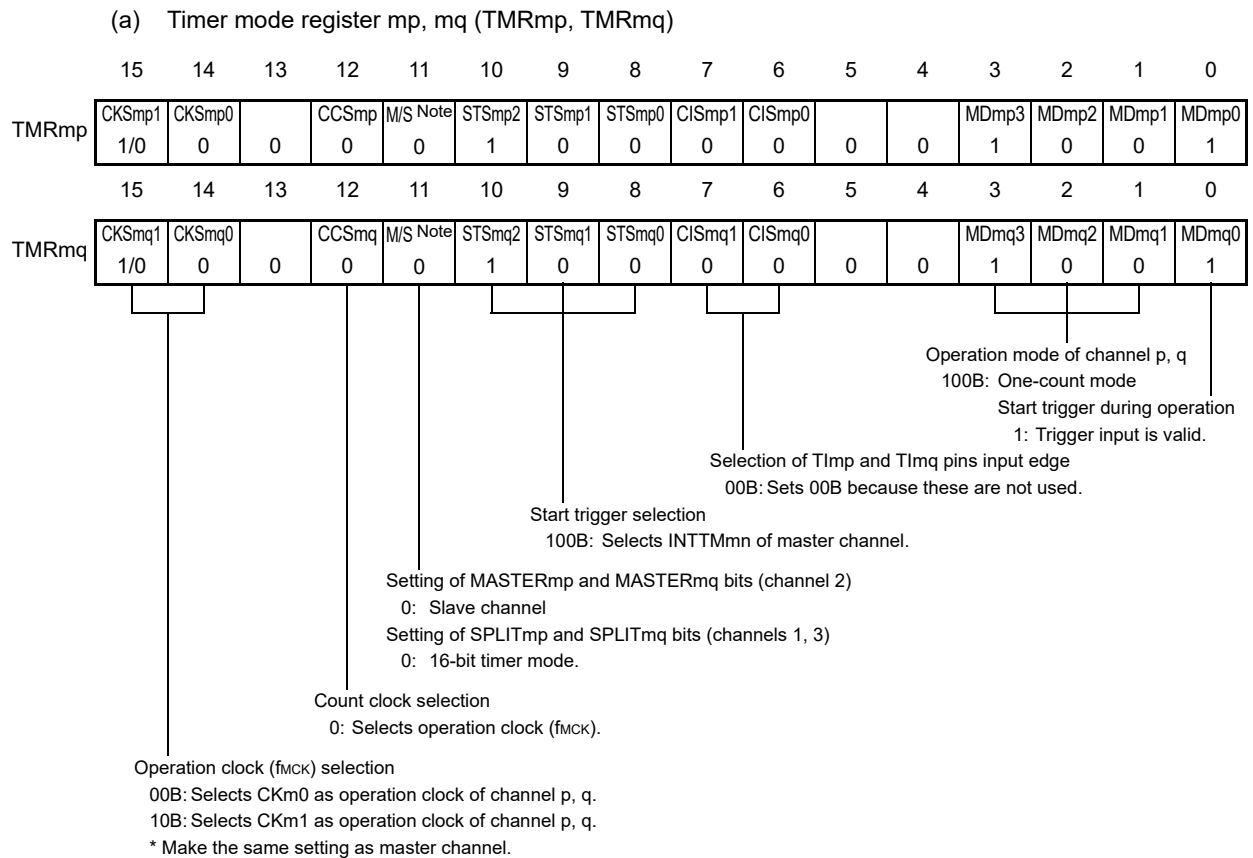 (a) Timer mode register mp, mq (TMRmp, TMRmq)
15 14 13 12 11 10 9 8 7 6 5 4 3 2 1 0
TMRmp CKSmp1 CKSmp0 CCSmp M/S Note STSmp2 STSmp1 STSmp0 CISmp1 CISmp0 MDmp3 MDmp2 MDmp1 MDmp0
1/0 0 0 0 0 1 0 0 0 0 0 0 1 0 0 1
15 14 13 12 11 10 9 8 7 6 5 4 3 2 1 0
TMRmq CKSmq1 CKSmq0 CCSmq M/S Note STSmq2 STSmq1 STSmq0 CISmq1 CISmq0 MDmq3 MDmq2 MDmq1 MDmq0
1/0 0 0 0 0 1 0 0 0 0 0 0 1 0 0 1
Operation mode of channel p, q
100B: One-count mode
Start trigger during operation
1: Trigger input is valid.
Selection of TImp and TImq pins input edge
00B: Sets 00B because these are not used.
Start trigger selection
100B: Selects INTTMmn of master channel.
Setting of MASTERmp and MASTERmq bits (channel 2)
0: Slave channel
Setting of SPLITmp and SPLITmq bits (channels 1, 3)
0: 16-bit timer mode.
Count clock selection
0: Selects operation clock (fMCK).
Operation clock (fMCK) selection
00B: Selects CKm0 as operation clock of channel p, q.
10B: Selects CKm1 as operation clock of channel p, q.
* Make the same setting as master channel.